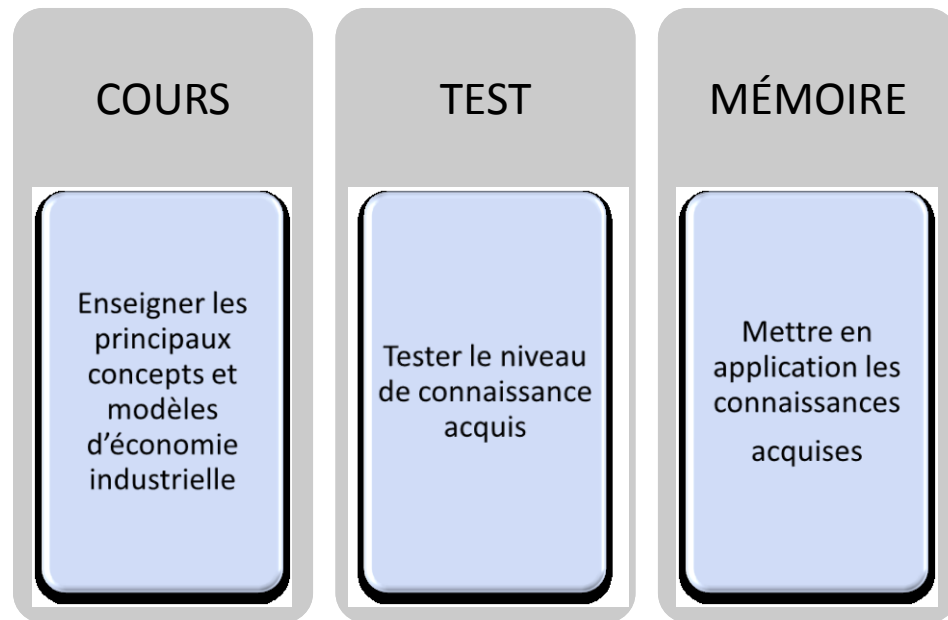 COURS
Enseigner les
principaux
concepts et
modèles
d’économie
industrielle
TEST
Tester le niveau
de connaissance
acquis
MÉMOIRE
Mettre en
application les
connaissances
acquises